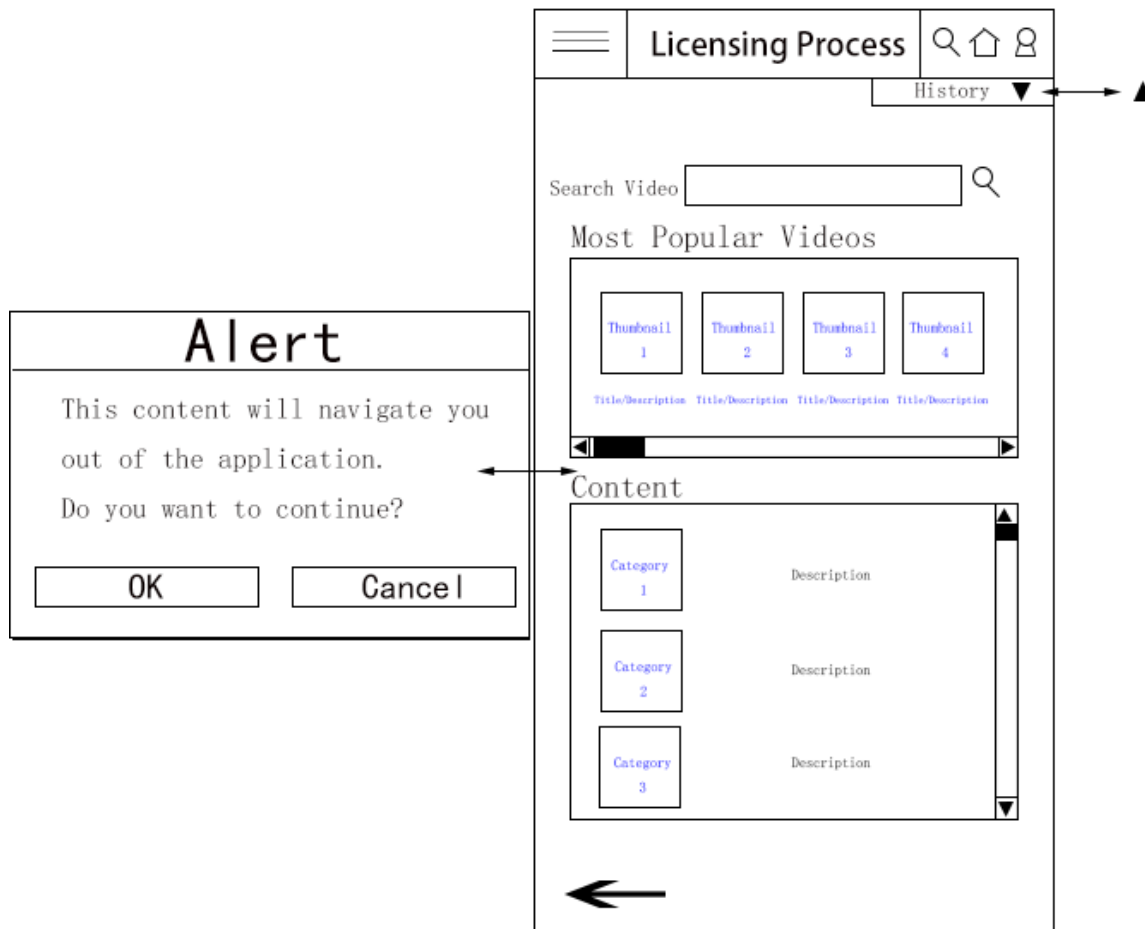 Licensing Process
History
Search Video
Most Popular Videos
Thumbnail
1
Thumbnail
2
Thumbnail
3
Thumbnail
4
Title/Description
Title/Description
Title/Description
Title/Description
Alert
This content will navigate you
out of the application.
Do you want to continue?
OK
Cancel
Content
Category
1
Description
Category
2
Description
Category
3
Description